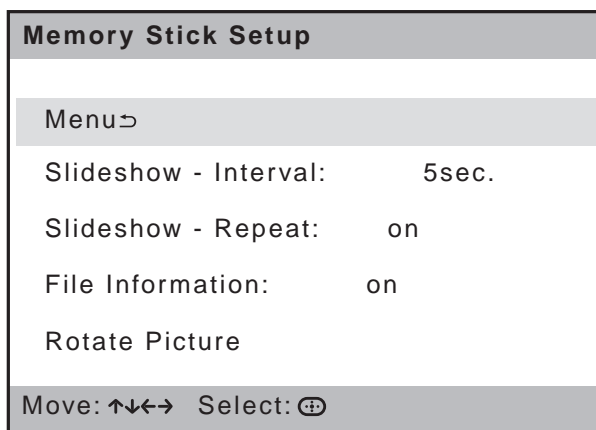 Memory Stick Setup
Menu⮌
Slideshow - Interval: 5sec.
Slideshow - Repeat: on
File Information: on
Rotate Picture
Move: ↑↓←→ Select: